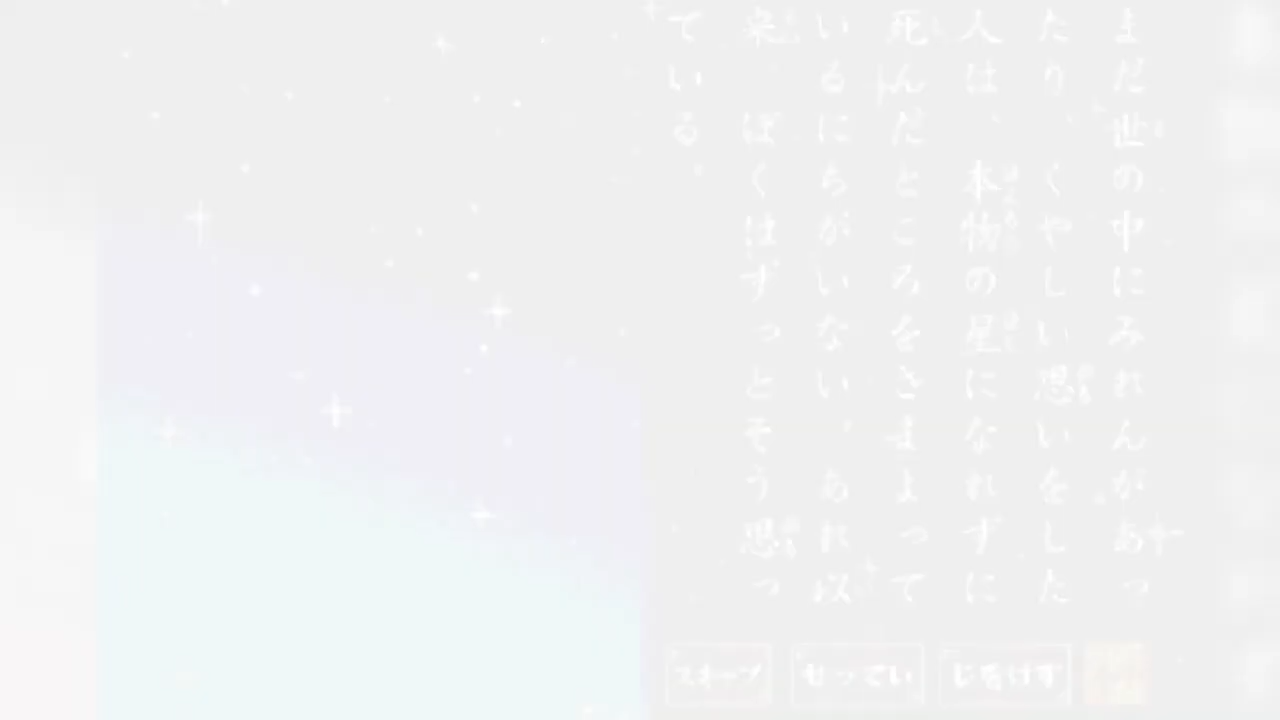 まだ世の中にみれんがあっ
たり、くやしい思いをした
人は、本物の星になれずに
死んだところをさまよって
いるにちがいない、あれ以
来、ぼくはずっとそう思っ
ている。
スキップ
せってい
じをけす